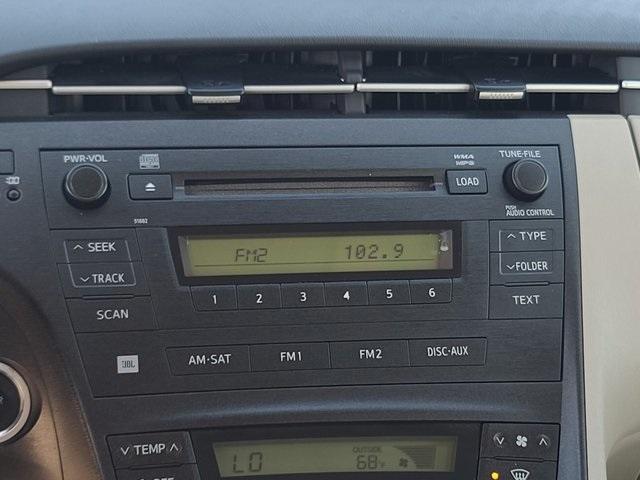 PWR·VOL
WMA
MP3
TUNE·FILE
LOAD
PUSH
AUDIO CONTROL
51882
^ SEEK
FM2 102.9
^ TYPE
∨ TRACK
∨ FOLDER
1 2 3 4 5 6
SCAN
TEXT
JBL
AM·SAT FM1 FM2 DISC·AUX
∨ TEMP ^
OUTSIDE
LO 68°F